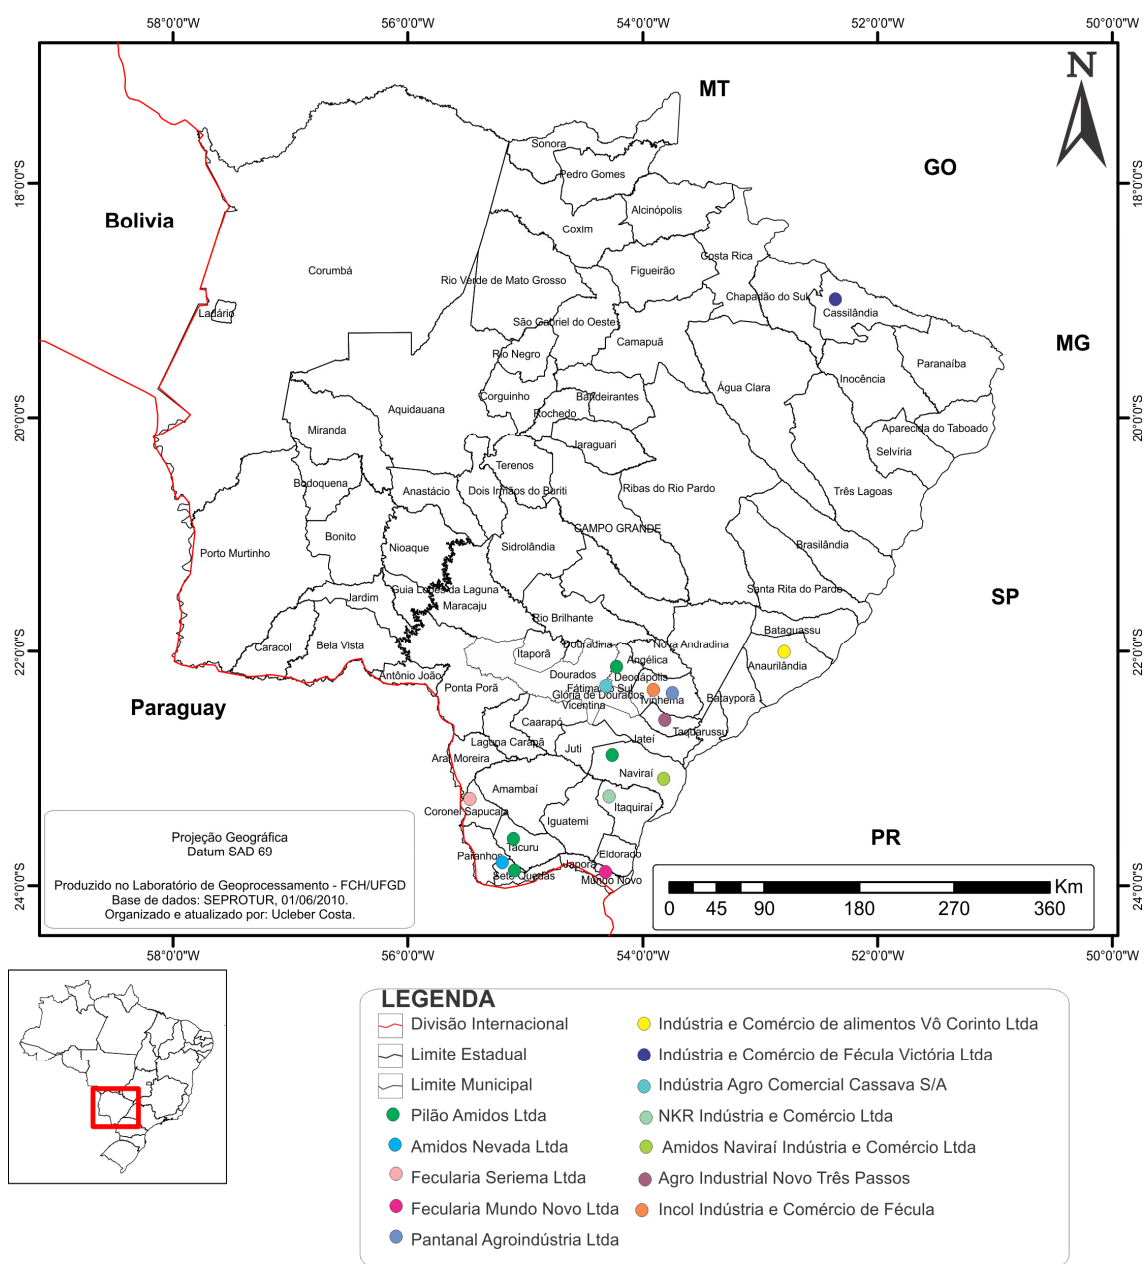 58°0'0"W
56°0'0"W
54°0'0"W
52°0'0"W
50°0'0"W
N
MT
GO
MG
SP
PR
Bolivia
Paraguay
18°0'0"S
20°0'0"S
22°0'0"S
24°0'0"S
18°0'0"S
20°0'0"S
22°0'0"S
24°0'0"S
Sonora
Pedro Gomes
Alcinópolis
Coxim
Costa Rica
Corumbá
Figueirão
Rio Verde de Mato Grosso
Chapadão do Sul
Ladário
Cassilândia
São Gabriel do Oeste
Camapuã
Rio Negro
Paranaíba
Inocência
Água Clara
Corguinho
Bandeirantes
Aquidauana
Rochedo
Aparecida do Taboado
Miranda
Jaraguari
Selvíria
Terenos
Bodoquena
Anastácio
Dois Irmãos do Buriti
Ribas do Rio Pardo
Três Lagoas
CAMPO GRANDE
Bonito
Nioaque
Sidrolândia
Brasilândia
Porto Murtinho
Guia Lopes da Laguna
Santa Rita do Pardo
Jardim
Maracaju
Rio Brilhante
Bataguassu
Caracol
Bela Vista
Douradina
Nova Andradina
Itaporã
Angélica
Anaurilândia
Antônio João
Dourados
Deodápolis
Ponta Porã
Fátima do Sul
Glória de Dourados
Ivinhema
Batayporã
Vicentina
Caarapó
Taquarussu
Laguna Carapã
Jateí
Juti
Aral Moreira
Naviraí
Amambaí
Coronel Sapucaia
Itaquiraí
Iguatemi
Tacuru
Paranhos
Eldorado
Japorã
Sete Quedas
Mundo Novo
Projeção Geográfica
Datum SAD 69
Produzido no Laboratório de Geoprocessamento - FCH/UFGD
Base de dados: SEPROTUR, 01/06/2010.
Organizado e atualizado por: Ucleber Costa.
Km
0 45 90 180 270 360
58°0'0"W
56°0'0"W
54°0'0"W
52°0'0"W
50°0'0"W
LEGENDA
Divisão Internacional
Limite Estadual
Limite Municipal
Pilão Amidos Ltda
Amidos Nevada Ltda
Fecularia Seriema Ltda
Fecularia Mundo Novo Ltda
Pantanal Agroindústria Ltda
Indústria e Comércio de alimentos Vô Corinto Ltda
Indústria e Comércio de Fécula Victória Ltda
Indústria Agro Comercial Cassava S/A
NKR Indústria e Comércio Ltda
Amidos Naviraí Indústria e Comércio Ltda
Agro Industrial Novo Três Passos
Incol Indústria e Comércio de Fécula